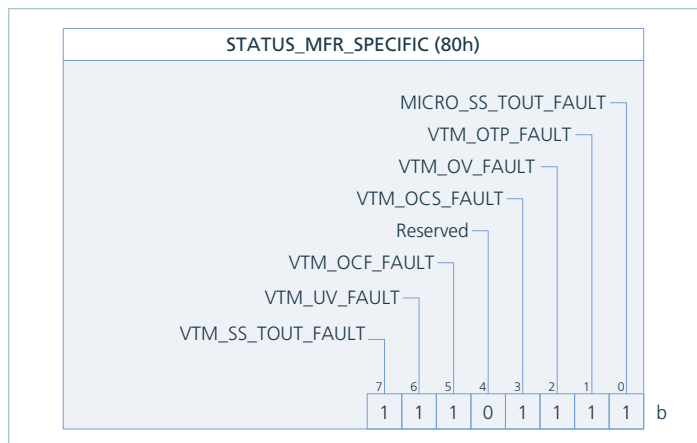 STATUS_MFR_SPECIFIC (80h)
MICRO_SS_TOUT_FAULT
VTM_OTP_FAULT
VTM_OV_FAULT
VTM_OCS_FAULT
Reserved
VTM_OCF_FAULT
VTM_UV_FAULT
VTM_SS_TOUT_FAULT
7 6 5 4 3 2 1 0
1 1 1 0 1 1 1 1 b